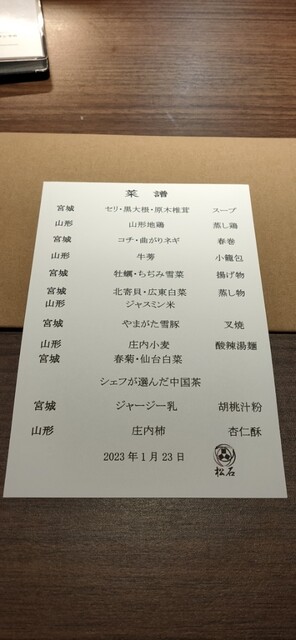 菜 譜
宮城 セリ・黒大根・原木椎茸 スープ
山形 山形地鶏 蒸し鶏
宮城 コチ・曲がりネギ 春巻
山形 牛蒡 小籠包
宮城 牡蠣・ちぢみ雪菜 揚げ物
宮城 北寄貝・広東白菜 蒸し物
山形 ジャスミン米
宮城 やまがた雪豚 叉焼
山形 庄内小麦 酸辣湯麺
宮城 春菊・仙台白菜
シェフが選んだ中国茶
宮城 ジャージー乳 胡桃汁粉
山形 庄内柿 杏仁酥
2023年1月23日
松石